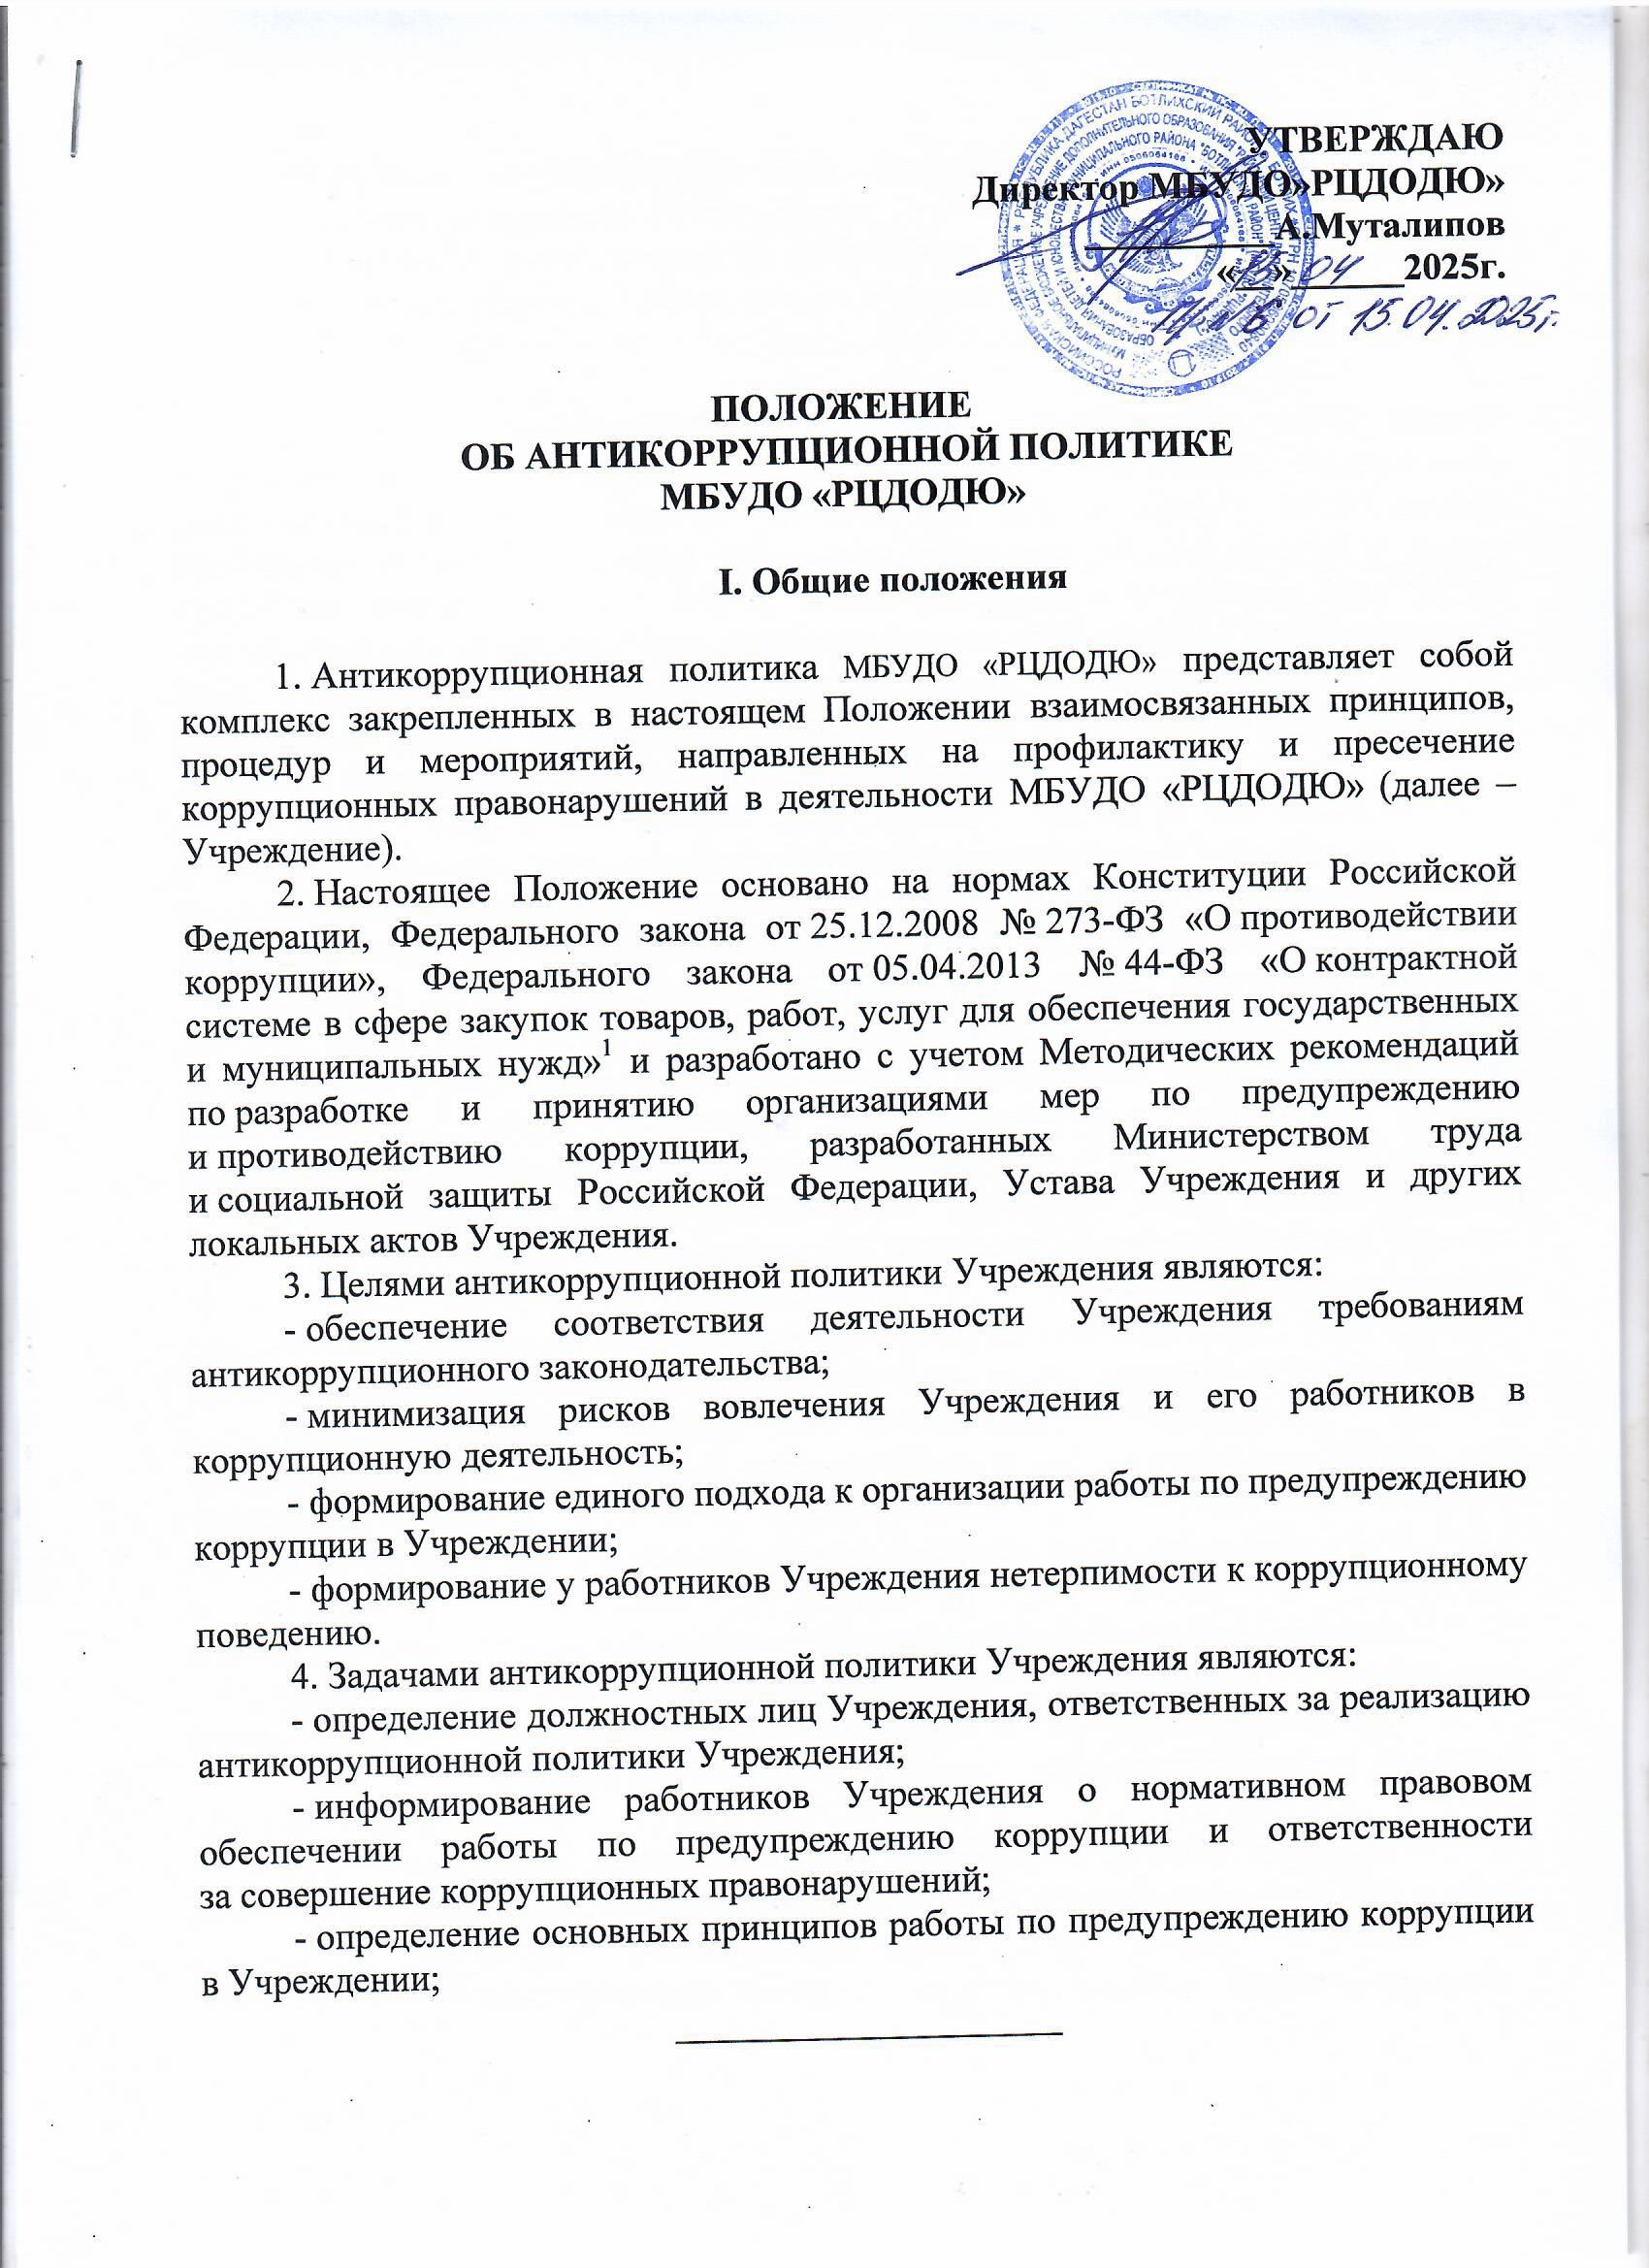 УТВЕРЖДАЮ
Директор МБУДО»РЦДОДЮ»
__________А.Муталипов
«15» 04 ______2025г.
от 15.04.2025г.
ПОЛОЖЕНИЕ
ОБ АНТИКОРРУПЦИОННОЙ ПОЛИТИКЕ
МБУДО «РЦДОДЮ»
I. Общие положения
1. Антикоррупционная политика МБУДО «РЦДОДЮ» представляет собой
комплекс закрепленных в настоящем Положении взаимосвязанных принципов,
процедур и мероприятий, направленных на профилактику и пресечение
коррупционных правонарушений в деятельности МБУДО «РЦДОДЮ» (далее –
Учреждение).
2. Настоящее Положение основано на нормах Конституции Российской
Федерации, Федерального закона от 25.12.2008 № 273-ФЗ «О противодействии
коррупции», Федерального закона от 05.04.2013 № 44-ФЗ «О контрактной
системе в сфере закупок товаров, работ, услуг для обеспечения государственных
и муниципальных нужд»1 и разработано с учетом Методических рекомендаций
по разработке и принятию организациями мер по предупреждению
и противодействию коррупции, разработанных Министерством труда
и социальной защиты Российской Федерации, Устава Учреждения и других
локальных актов Учреждения.
3. Целями антикоррупционной политики Учреждения являются:
- обеспечение соответствия деятельности Учреждения требованиям
антикоррупционного законодательства;
- минимизация рисков вовлечения Учреждения и его работников в
коррупционную деятельность;
- формирование единого подхода к организации работы по предупреждению
коррупции в Учреждении;
- формирование у работников Учреждения нетерпимости к коррупционному
поведению.
4. Задачами антикоррупционной политики Учреждения являются:
- определение должностных лиц Учреждения, ответственных за реализацию
антикоррупционной политики Учреждения;
- информирование работников Учреждения о нормативном правовом
обеспечении работы по предупреждению коррупции и ответственности
за совершение коррупционных правонарушений;
- определение основных принципов работы по предупреждению коррупции
в Учреждении;